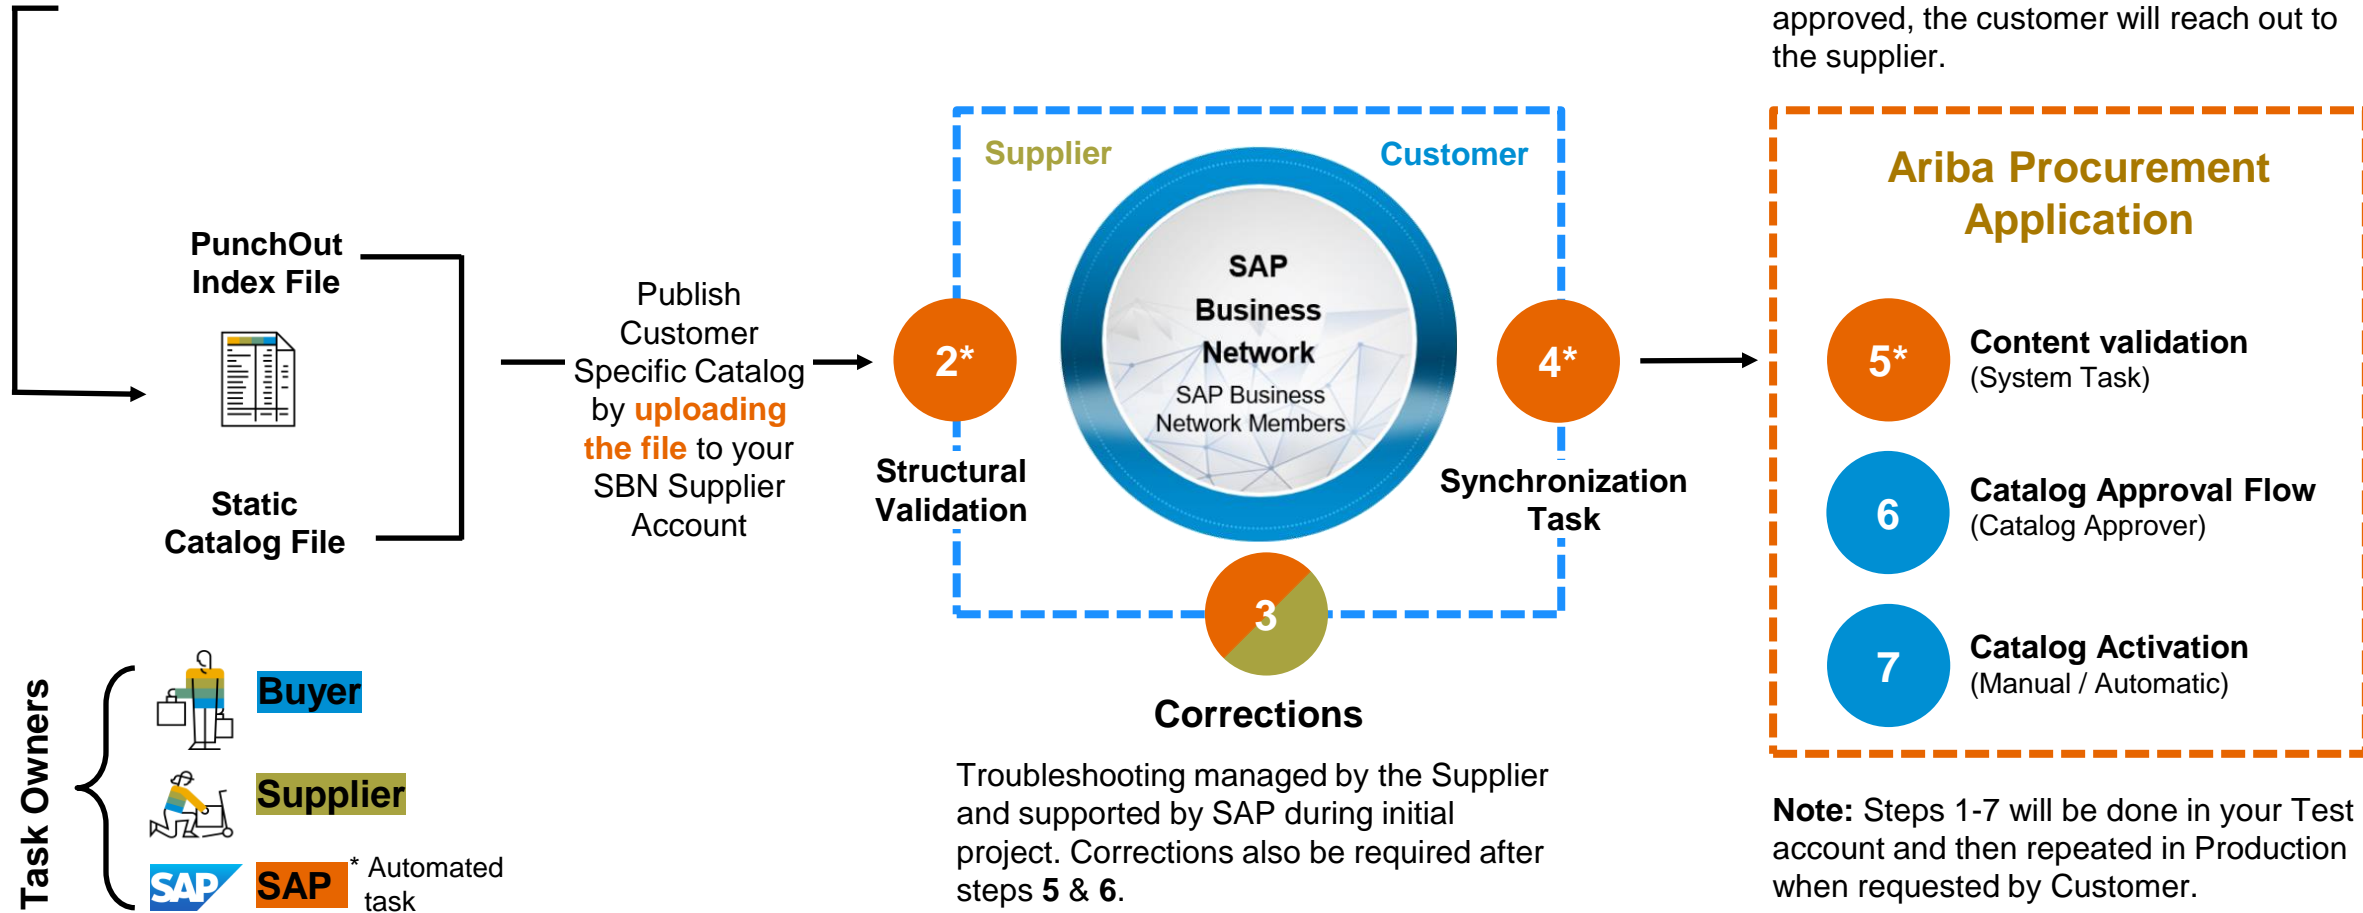 approved, the customer will reach out to
the supplier.
PunchOut
Index File
Static
Catalog File
Publish
Customer
Specific Catalog
by uploading
the file to your
SBN Supplier
Account
Supplier
Customer
2*
Structural
Validation
SAP
Business
Network
SAP Business
Network Members
4*
Synchronization
Task
3
Corrections
Troubleshooting managed by the Supplier
and supported by SAP during initial
project. Corrections also be required after
steps 5 & 6.
Ariba Procurement
Application
5*
Content validation
(System Task)
6
Catalog Approval Flow
(Catalog Approver)
7
Catalog Activation
(Manual / Automatic)
Note: Steps 1-7 will be done in your Test
account and then repeated in Production
when requested by Customer.
Task Owners
Buyer
Supplier
SAP
SAP
* Automated
task